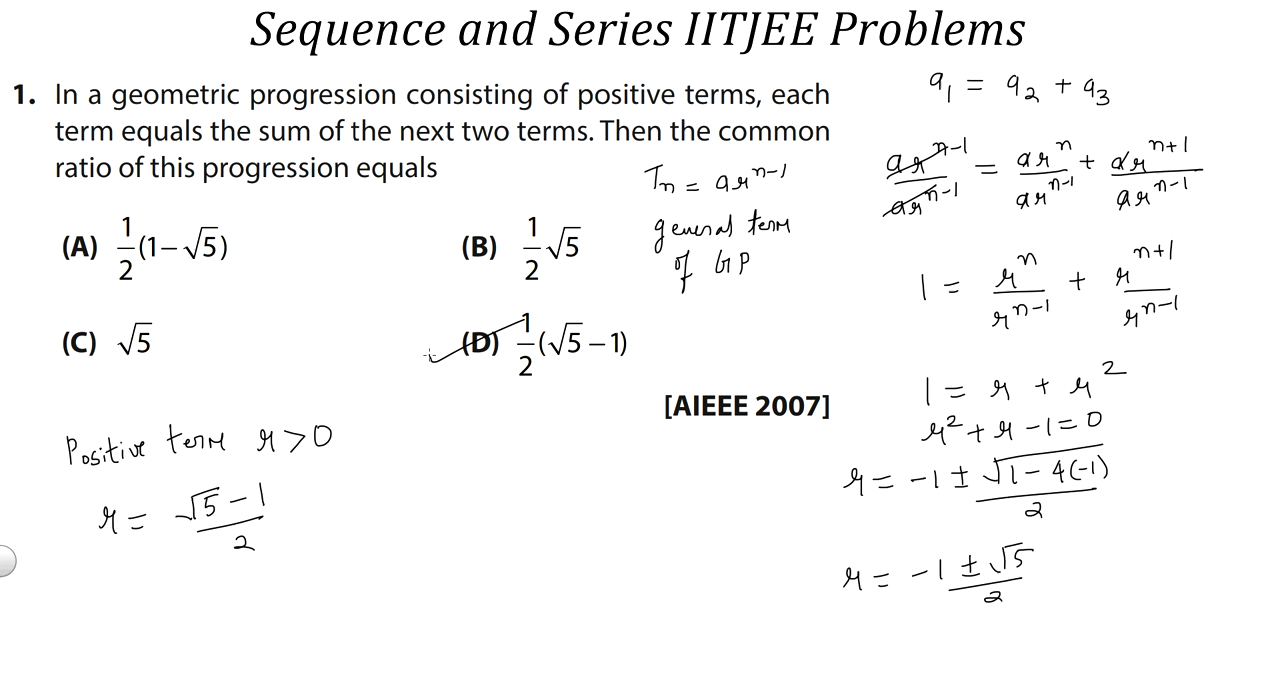 Sequence and Series IITJEE Problems
1. In a geometric progression consisting of positive terms, each
term equals the sum of the next two terms. Then the common
ratio of this progression equals
(A) 1/2 (1 − √5)
(B) 1/2 √5
(C) √5
(D) 1/2 (√5 − 1)
[AIEEE 2007]
Tn = ar^(n-1)
general term
of GP
Positive term r > 0
r = (√5 − 1)/2
a1 = a2 + a3
ar^(n-1)/ar^(n-1) = ar^n/ar^(n-1) + ar^(n+1)/ar^(n-1)
1 = r^n/r^(n-1) + r^(n+1)/r^(n-1)
1 = r + r^2
r^2 + r − 1 = 0
r = −1 ± √(1 − 4(−1))/2
r = −1 ± √5/2